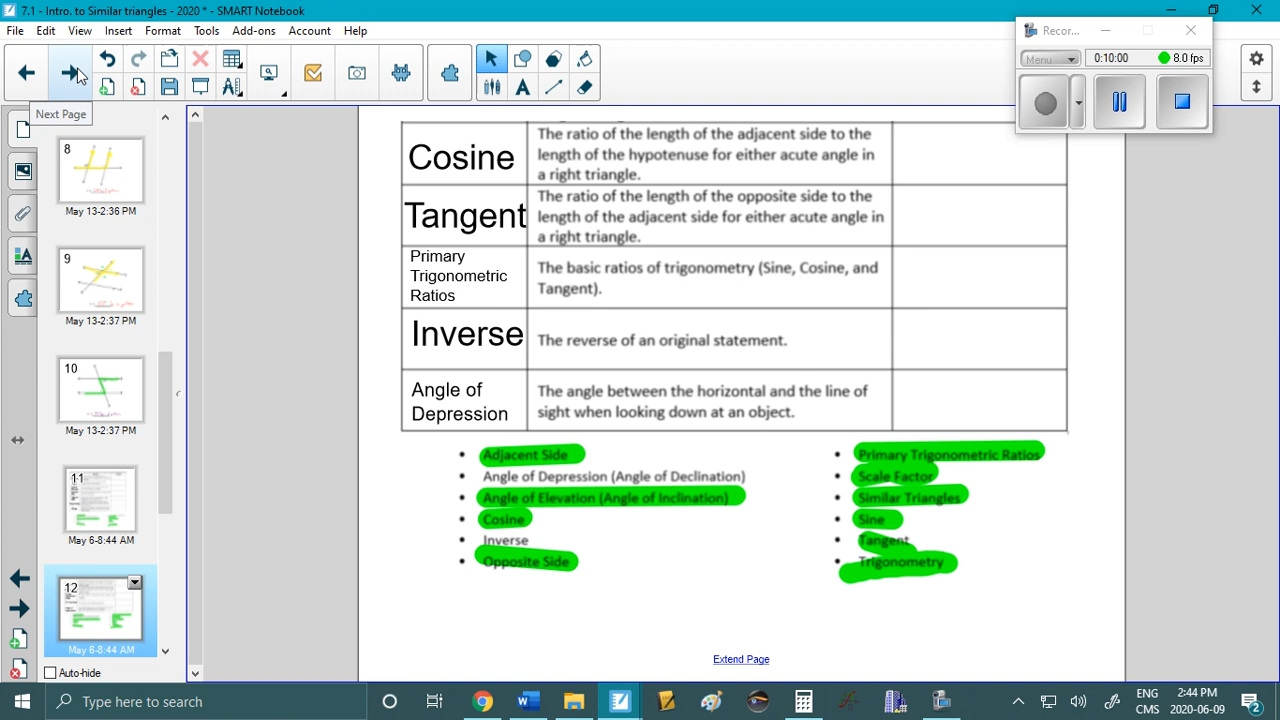 7.1 - Intro. to Similar triangles - 2020 * - SMART Notebook
File Edit View Insert Format Tools Add-ons Account Help
Recor...
Menu 0:10:00 8.0 fps
Next Page
8
May 13-2:36 PM
9
May 13-2:37 PM
10
May 13-2:37 PM
11
May 6-8:44 AM
12
May 6-8:44 AM
Auto-hide
Cosine
The ratio of the length of the adjacent side to the
length of the hypotenuse for either acute angle in
a right triangle.
Tangent
The ratio of the length of the opposite side to the
length of the adjacent side for either acute angle in
a right triangle.
Primary
Trigonometric
Ratios
The basic ratios of trigonometry (Sine, Cosine, and
Tangent).
Inverse
The reverse of an original statement.
Angle of
Depression
The angle between the horizontal and the line of
sight when looking down at an object.
• Adjacent Side
• Angle of Depression (Angle of Declination)
• Angle of Elevation (Angle of Inclination)
• Cosine
• Inverse
• Opposite Side
• Primary Trigonometric Ratios
• Scale Factor
• Similar Triangles
• Sine
• Tangent
• Trigonometry
Extend Page
Type here to search
ENG
CMS
2:44 PM
2020-06-09
2